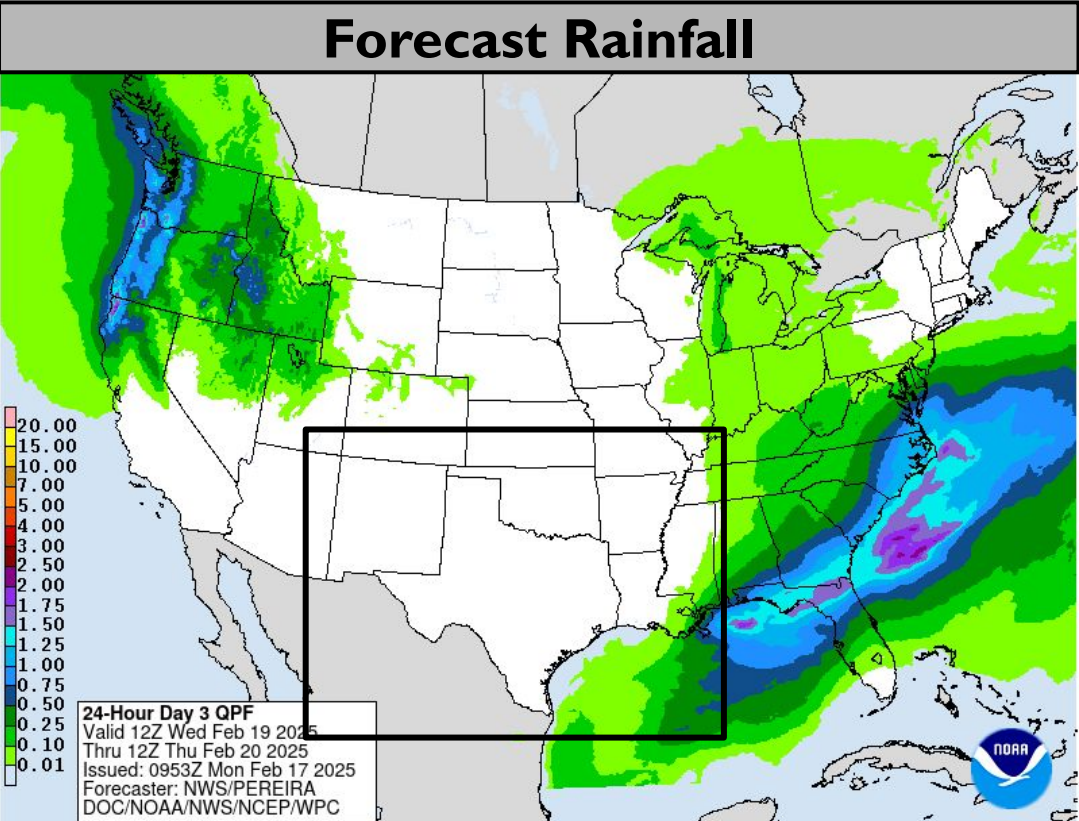 Forecast Rainfall
20.00
15.00
10.00
7.00
5.00
4.00
3.00
2.50
2.00
1.75
1.50
1.25
1.00
0.75
0.50
0.25
0.10
0.01
24-Hour Day 3 QPF
Valid 12Z Wed Feb 19 2025
Thru 12Z Thu Feb 20 2025
Issued: 0953Z Mon Feb 17 2025
Forecaster: NWS/PEREIRA
DOC/NOAA/NWS/NCEP/WPC
NOAA